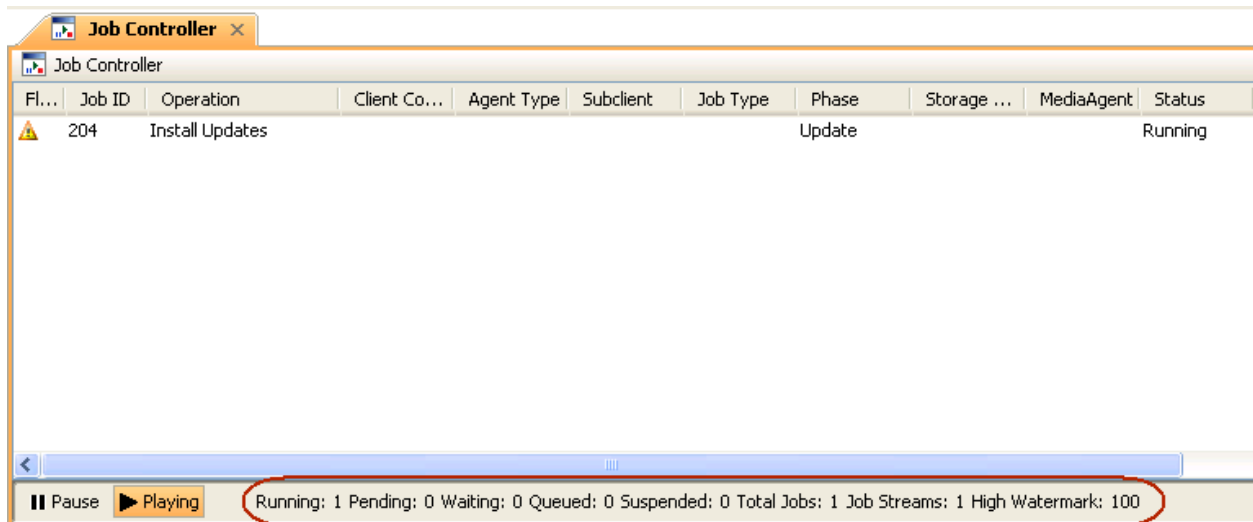 Job Controller
Job Controller
Fl... Job ID Operation Client Co... Agent Type Subclient Job Type Phase Storage ... MediaAgent Status
204 Install Updates Update Running
Pause Playing Running: 1 Pending: 0 Waiting: 0 Queued: 0 Suspended: 0 Total Jobs: 1 Job Streams: 1 High Watermark: 100